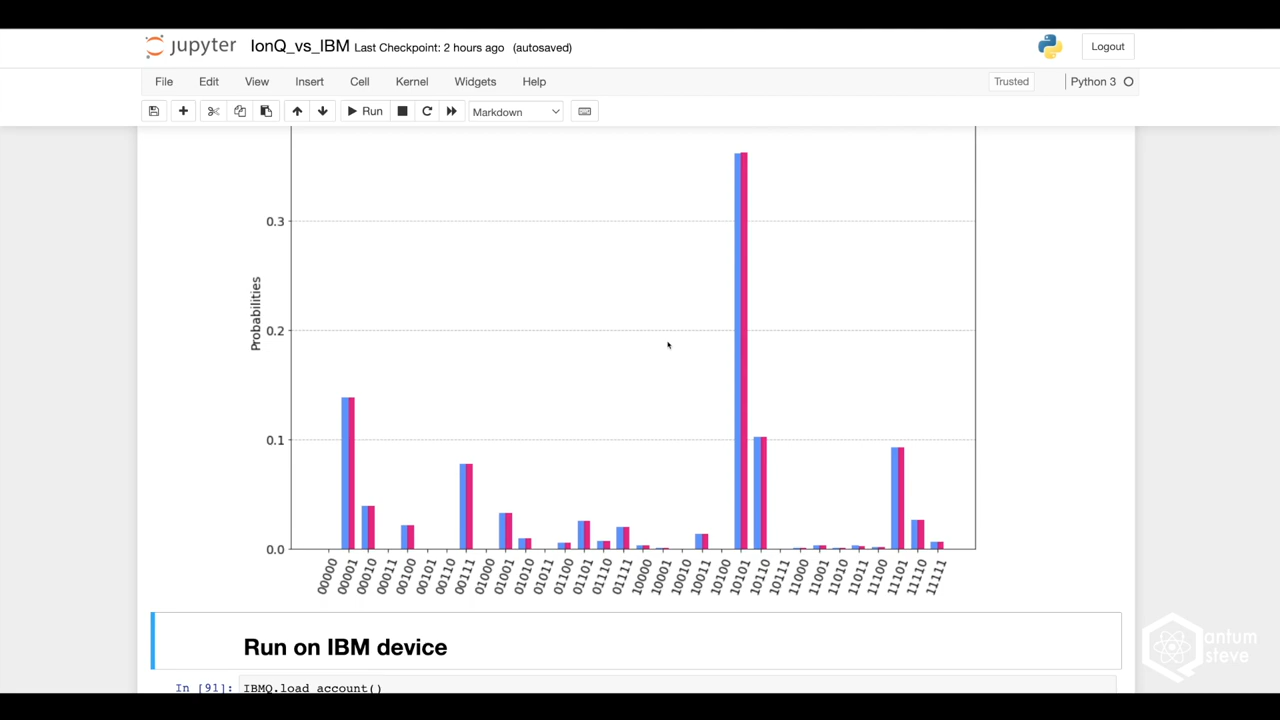 jupyter IonQ_vs_IBM Last Checkpoint: 2 hours ago (autosaved)
Logout
File Edit View Insert Cell Kernel Widgets Help
Trusted
Python 3
Run
Markdown
0.3
0.2
0.1
0.0
Probabilities
00000 00001 00010 00011 00100 00101 00110 00111 01000 01001 01010 01011 01100 01101 01110 01111 10000 10001 10010 10011 10100 10101 10110 10111 11000 11001 11010 11011 11100 11101 11110 11111
Run on IBM device
In [91]: IBMQ.load_account()
Qantum
steve